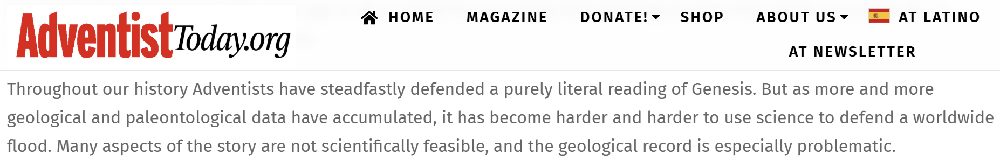 AdventistToday.org
HOME MAGAZINE DONATE! SHOP ABOUT US AT LATINO
AT NEWSLETTER
Throughout our history Adventists have steadfastly defended a purely literal reading of Genesis. But as more and more
geological and paleontological data have accumulated, it has become harder and harder to use science to defend a worldwide
flood. Many aspects of the story are not scientifically feasible, and the geological record is especially problematic.